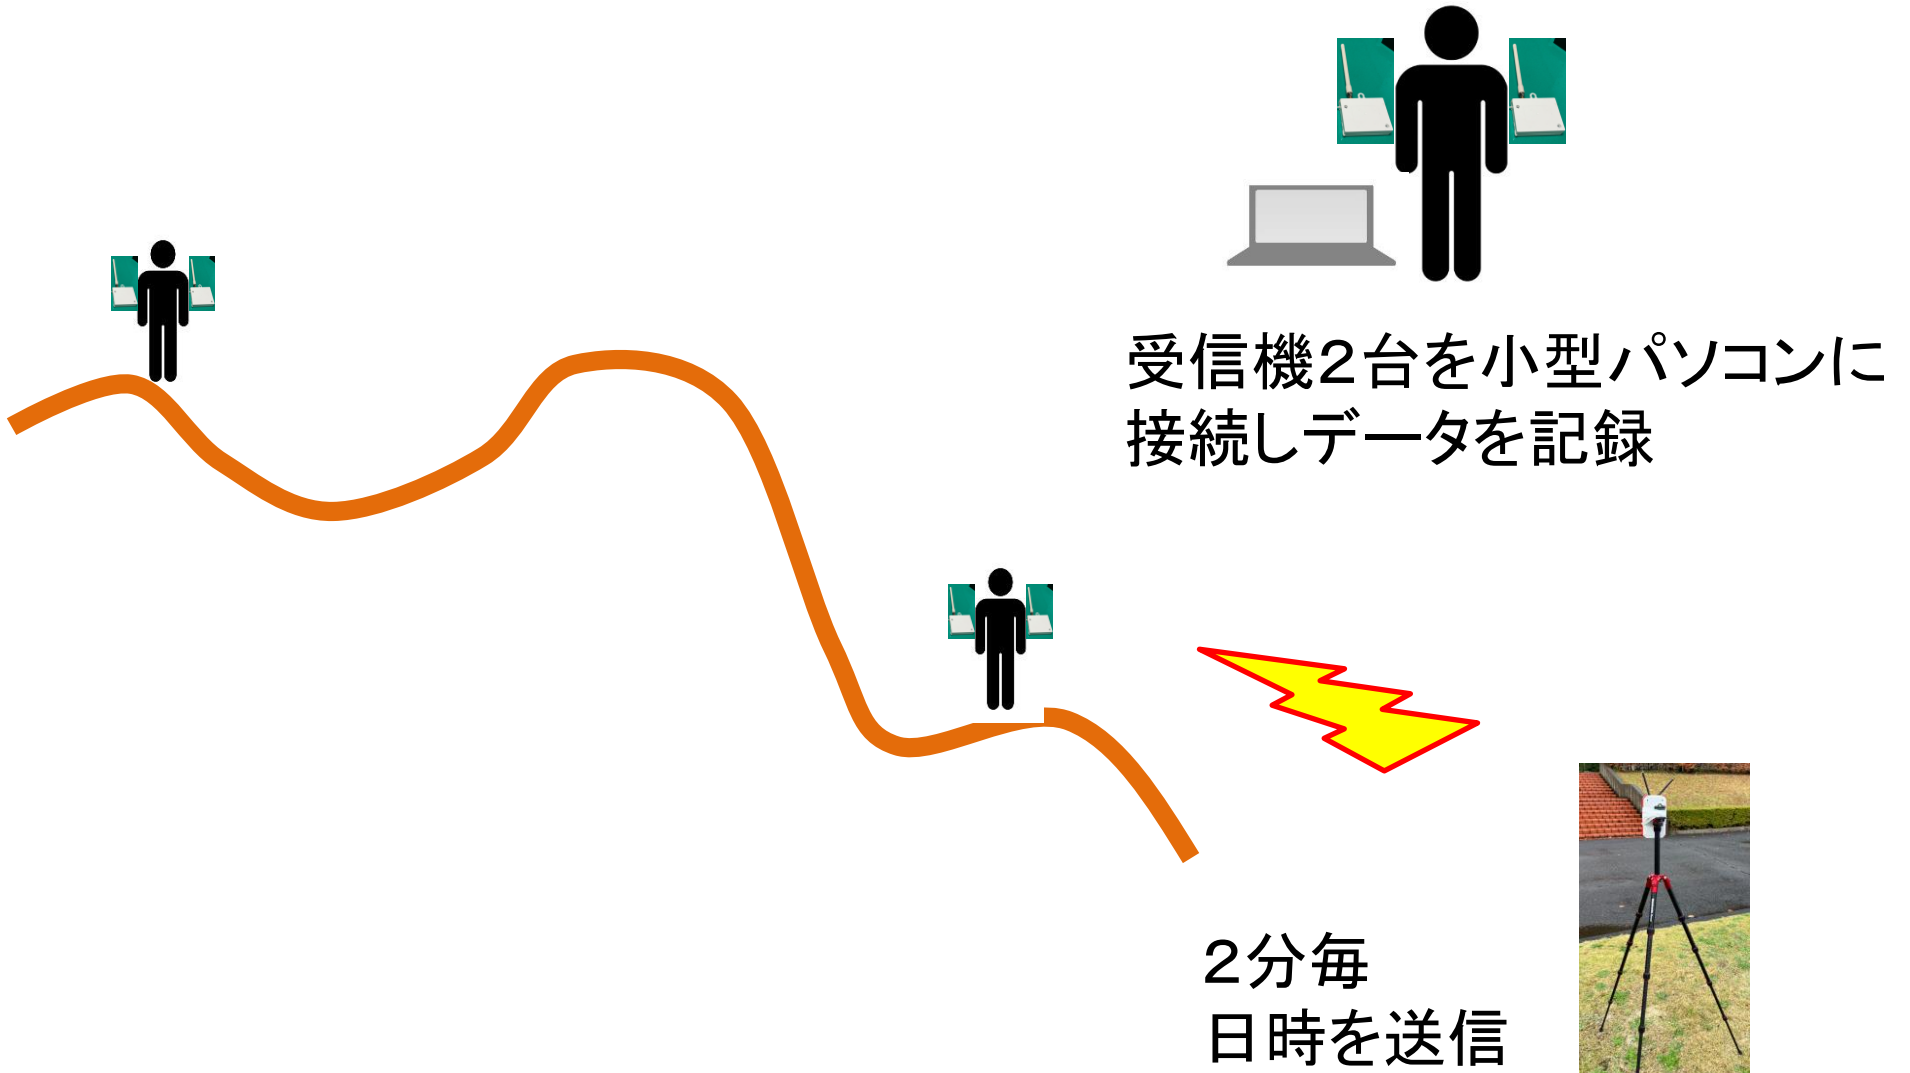 受信機２台を小型パソコンに
接続しデータを記録
２分毎
日時を送信